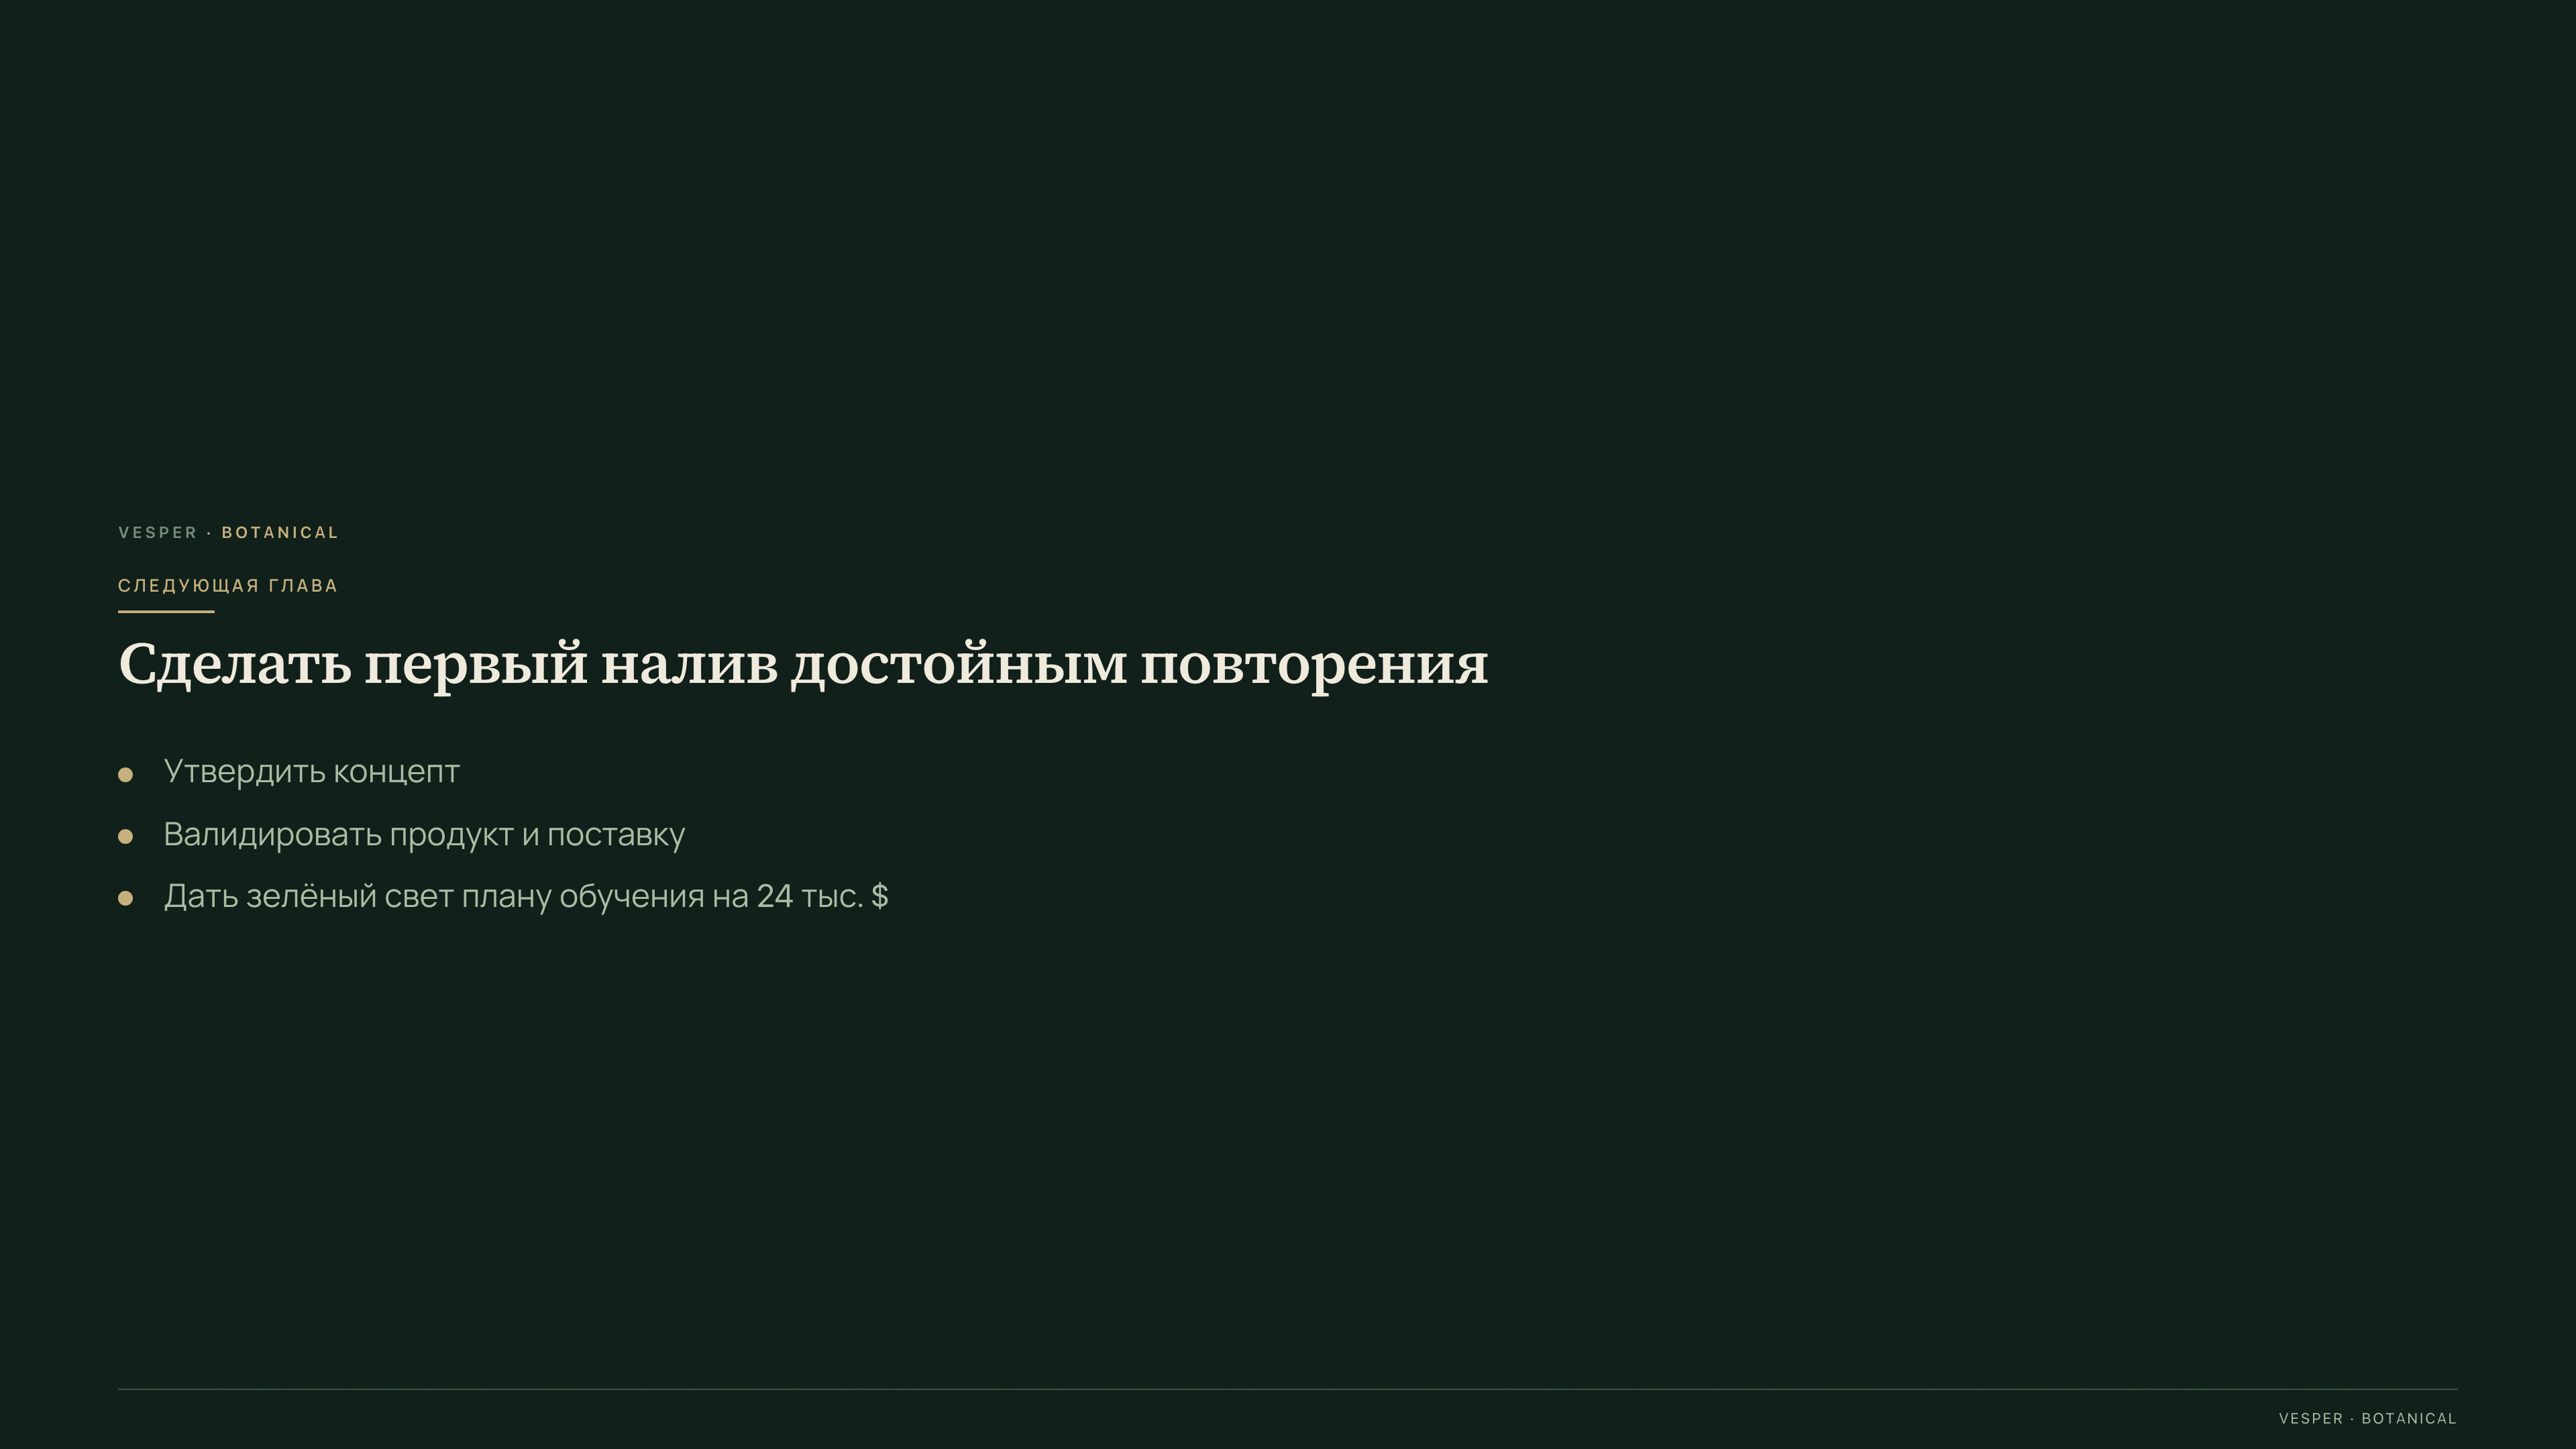 VESPER · BOTANICAL
СЛЕДУЮЩАЯ ГЛАВА
Сделать первый налив достойным повторения
Утвердить концепт
Валидировать продукт и поставку
Дать зелёный свет плану обучения на 24 тыс. $
VESPER · BOTANICAL